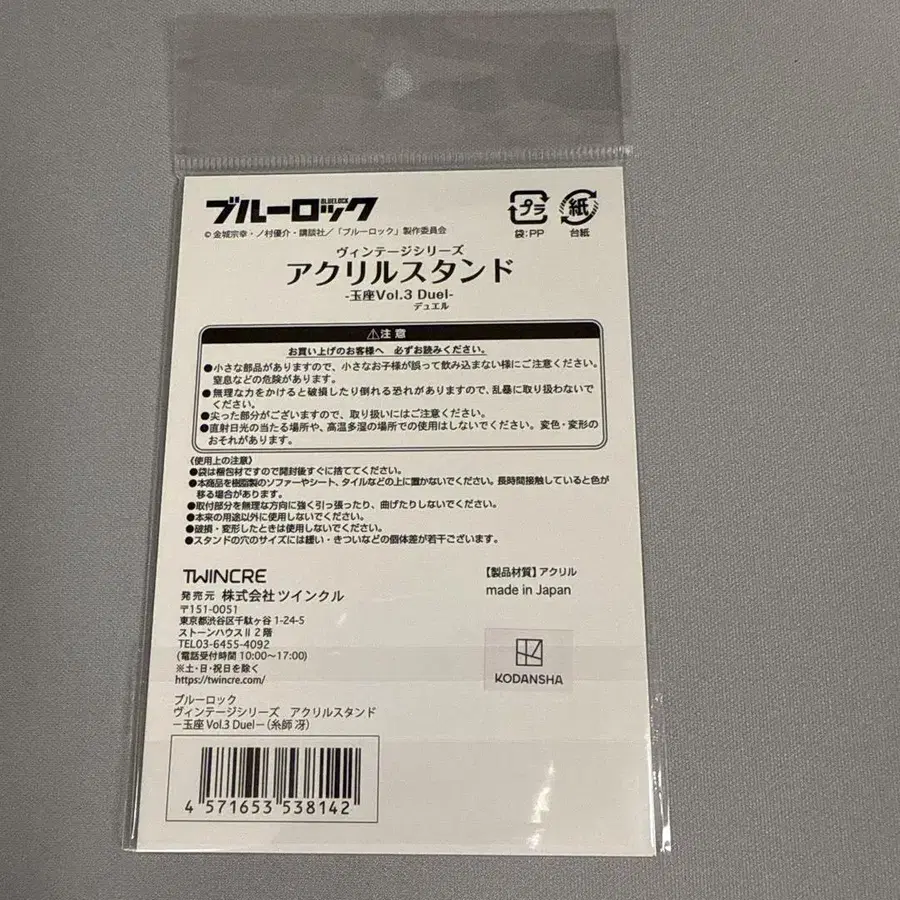 ブルーロック
BLUELOCK
©金城宗幸・ノ村優介・講談社/「ブルーロック」製作委員会
プラ
袋:PP
紙
台紙
ヴィンテージシリーズ
アクリルスタンド
-玉座Vol.3 Duel-
デュエル
⚠注意
お買い上げのお客様へ 必ずお読みください。
●小さな部品がありますので、小さなお子様が誤って飲み込まない様にご注意ください。
窒息などの危険があります。
●無理な力をかけると破損したり倒れる恐れがありますので、乱暴に取り扱わないで
ください。
●尖った部分がございますので、取り扱いにはご注意ください。
●直射日光の当たる場所や、高温多湿の場所での使用はしないでください。変色・変形の
おそれがあります。
〈使用上の注意〉
●袋は梱包材ですので開封後すぐに捨ててください。
●本商品を樹脂製のソファーやシート、タイルなどの上に置かないでください。長時間接触していると色が
移る場合があります。
●取付部分を無理な方向に強く引っ張ったり、曲げたりしないでください。
●本来の用途以外に使用しないでください。
●破損・変形したときは使用しないでください。
●スタンドの穴のサイズには緩い・きついなどの個体差が若干ございます。
TWINCRE
発売元 株式会社ツインクル
〒151-0051
東京都渋谷区千駄ヶ谷1-24-5
ストーンハウスⅡ2階
TEL03-6455-4092
(電話受付時間 10:00〜17:00)
※土・日・祝日を除く
https://twincre.com/
【製品材質】アクリル
made in Japan
KODANSHA
ブルーロック
ヴィンテージシリーズ アクリルスタンド
ー玉座 Vol.3 Duelー(糸師 冴)
4 571653 538142